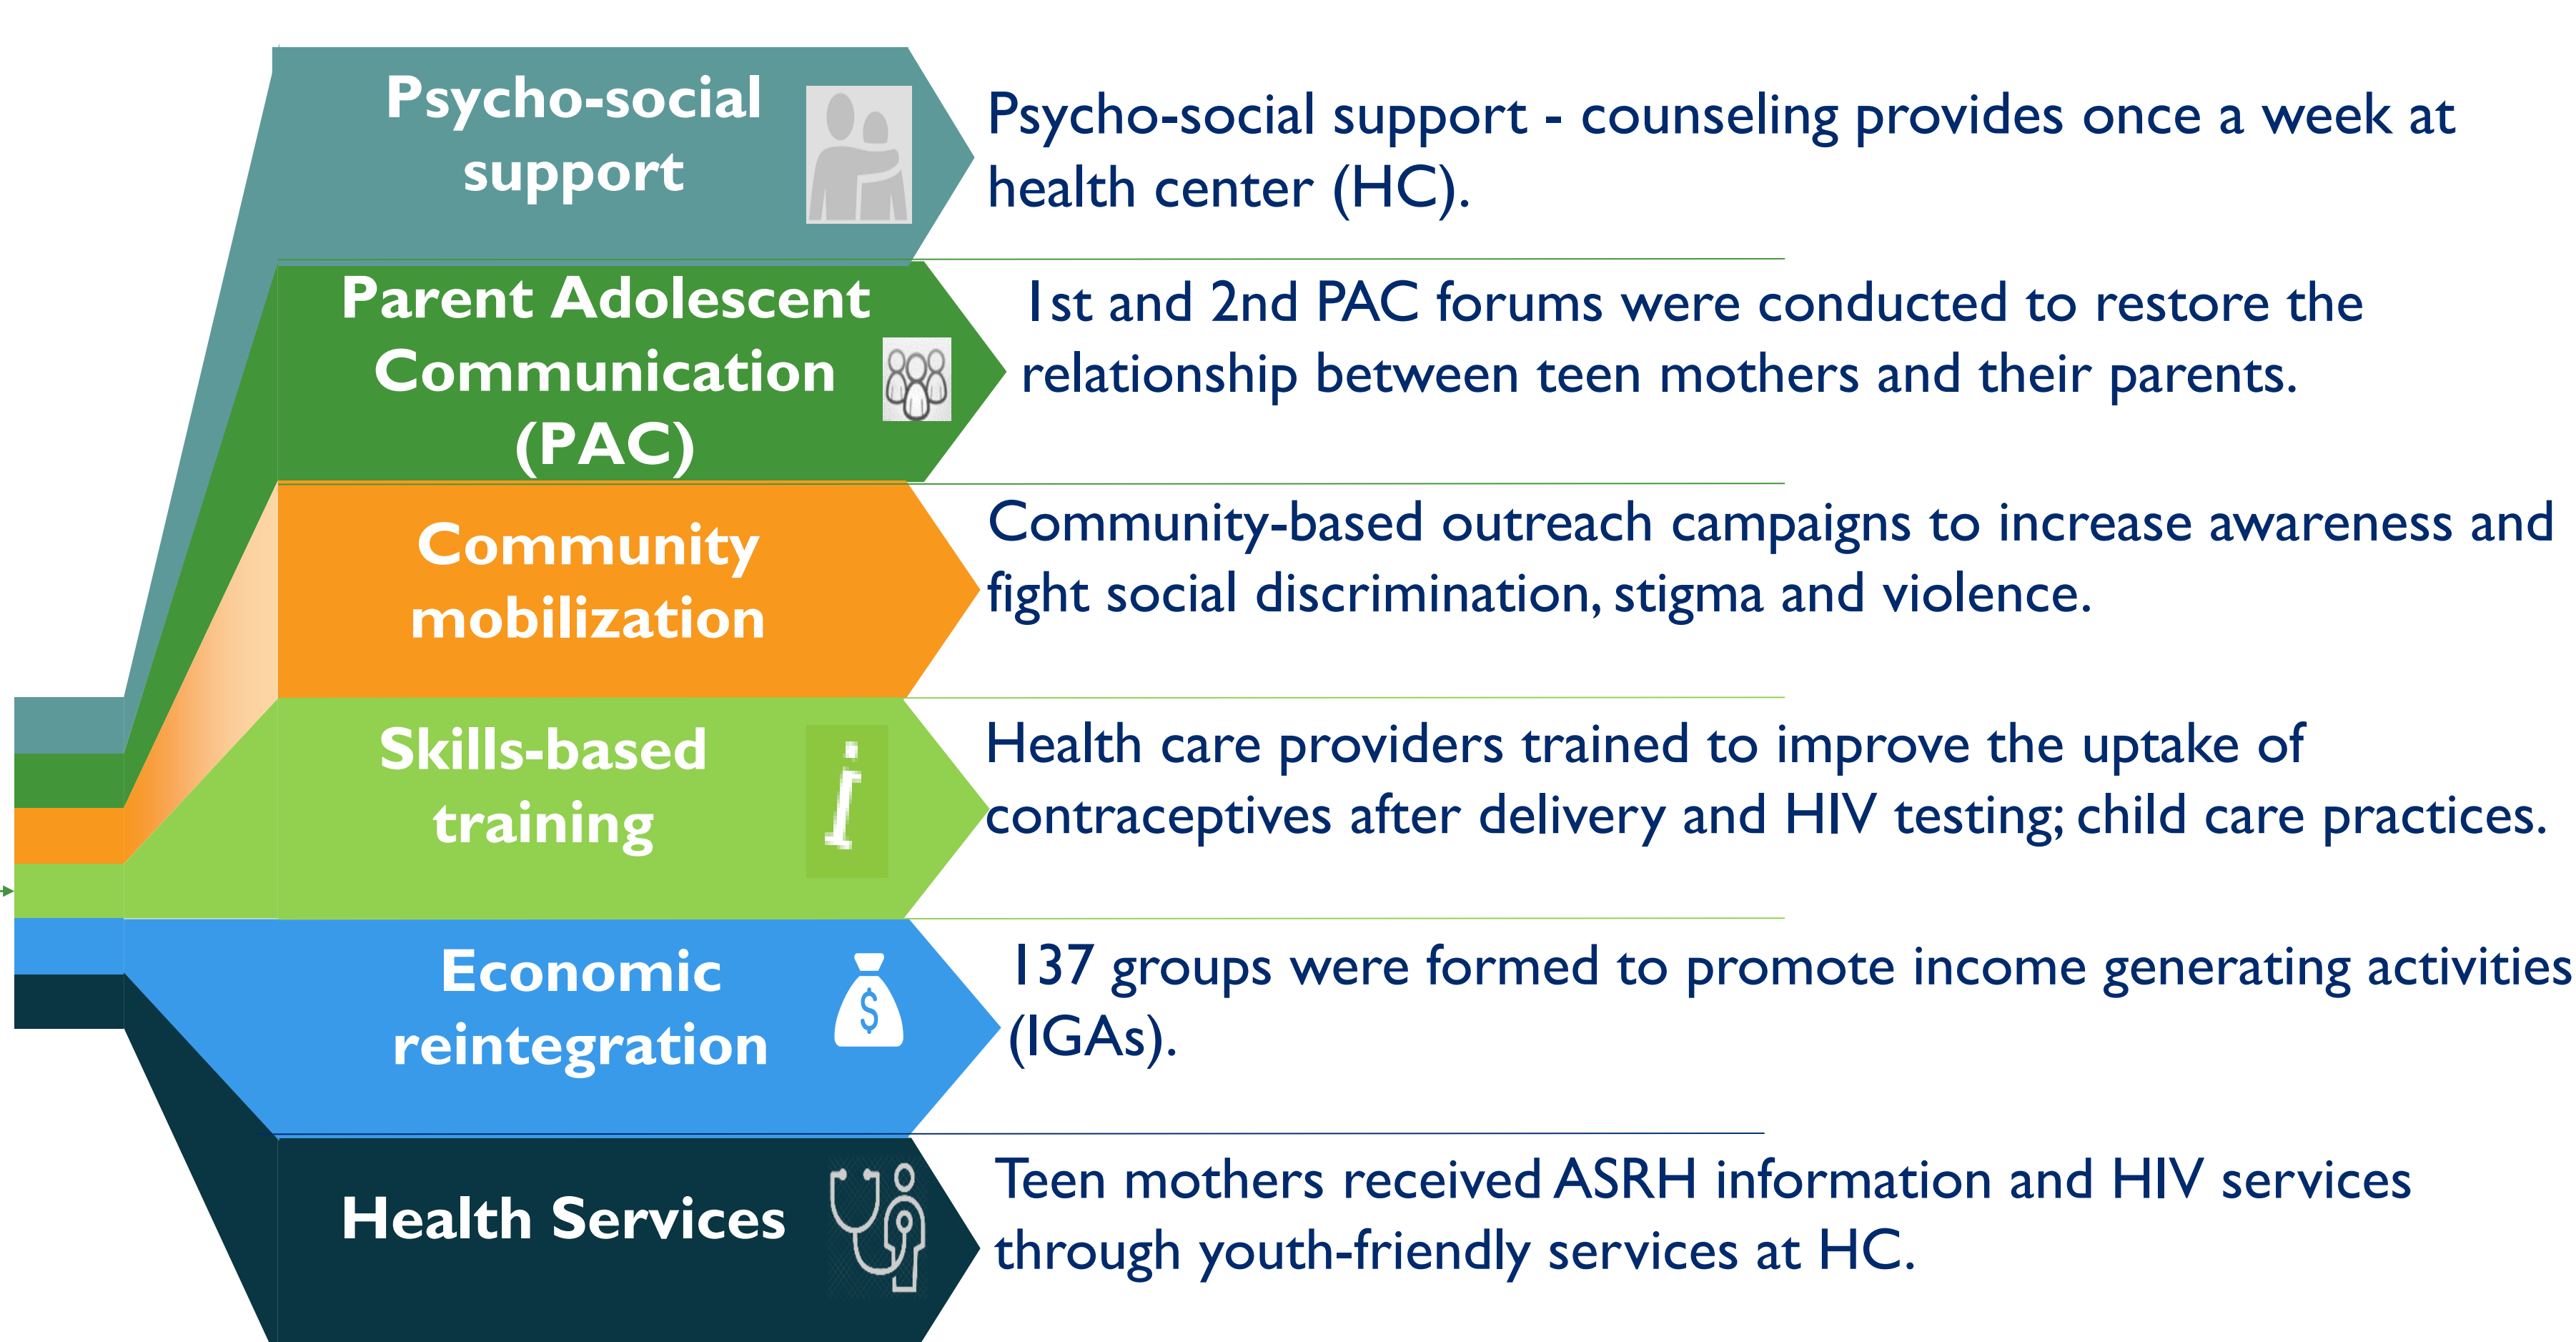 Psycho-social
support
Psycho-social support - counseling provides once a week at
health center (HC).
Parent Adolescent
Communication
(PAC)
1st and 2nd PAC forums were conducted to restore the
relationship between teen mothers and their parents.
Community
mobilization
Community-based outreach campaigns to increase awareness and
fight social discrimination, stigma and violence.
Skills-based
training
i
Health care providers trained to improve the uptake of
contraceptives after delivery and HIV testing; child care practices.
Economic
reintegration
$
137 groups were formed to promote income generating activities
(IGAs).
Health Services
Teen mothers received ASRH information and HIV services
through youth-friendly services at HC.